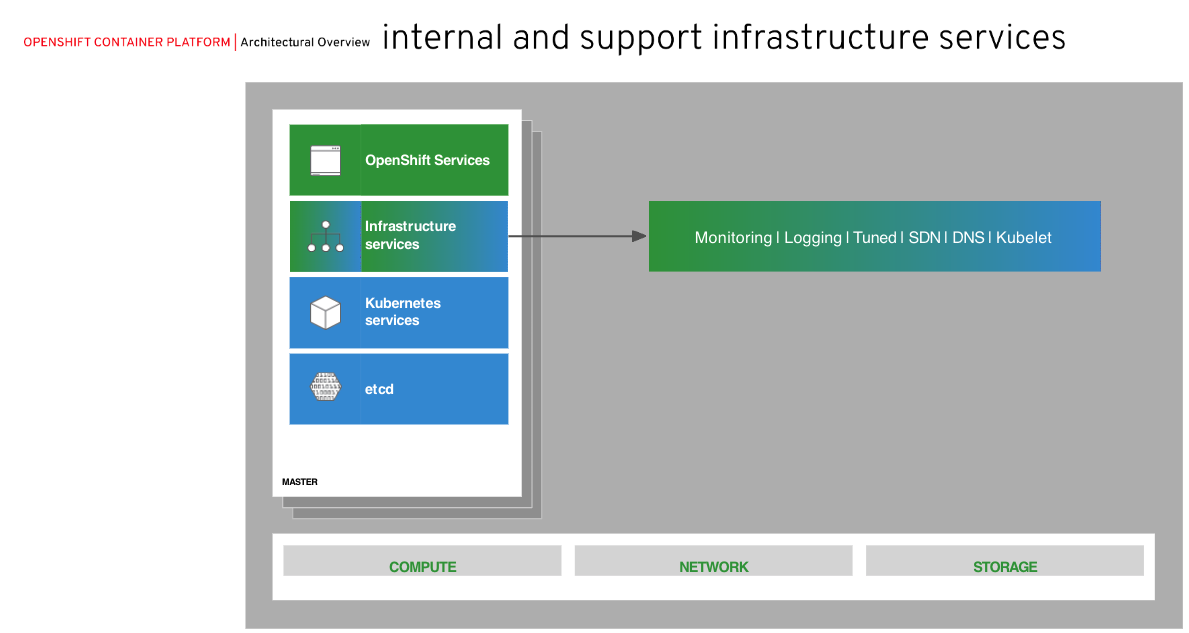 OPENSHIFT CONTAINER PLATFORM | Architectural Overview internal and support infrastructure services
OpenShift Services
Infrastructure
services
Monitoring | Logging | Tuned | SDN | DNS | Kubelet
Kubernetes
services
etcd
MASTER
COMPUTE
NETWORK
STORAGE